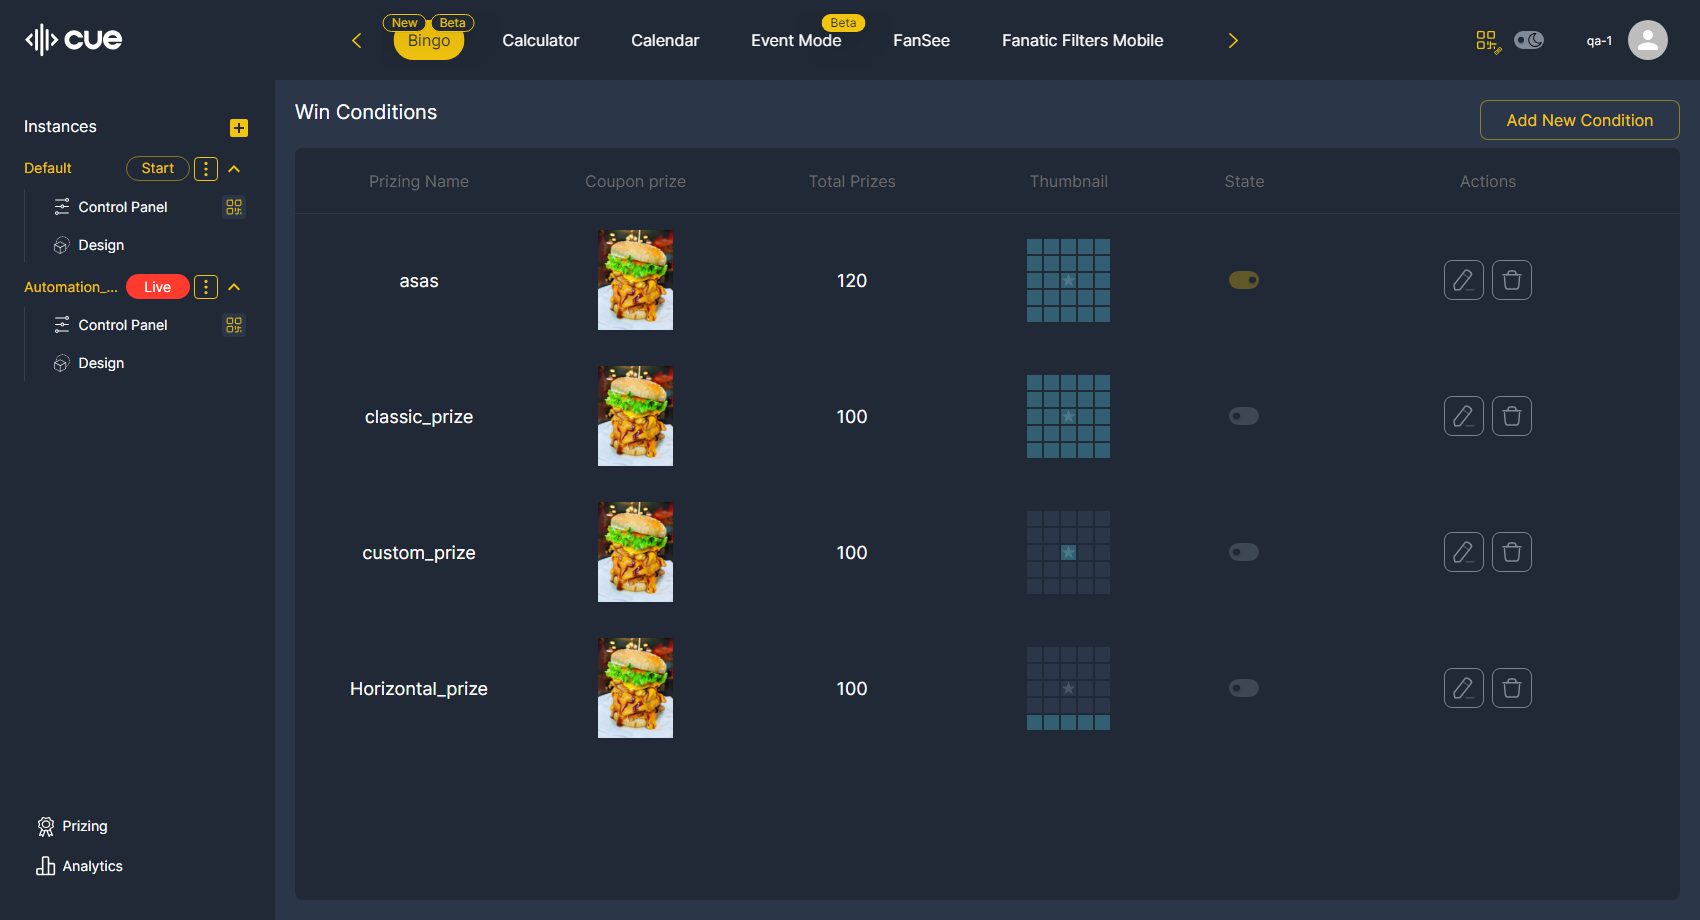 cue
New
Beta
Bingo
Calculator
Calendar
Beta
Event Mode
FanSee
Fanatic Filters Mobile
qa-1
Instances
Default
Start
Control Panel
Design
Automation_...
Live
Control Panel
Design
Prizing
Analytics
Win Conditions
Add New Condition
Prizing Name
Coupon prize
Total Prizes
Thumbnail
State
Actions
asas
120
classic_prize
100
custom_prize
100
Horizontal_prize
100